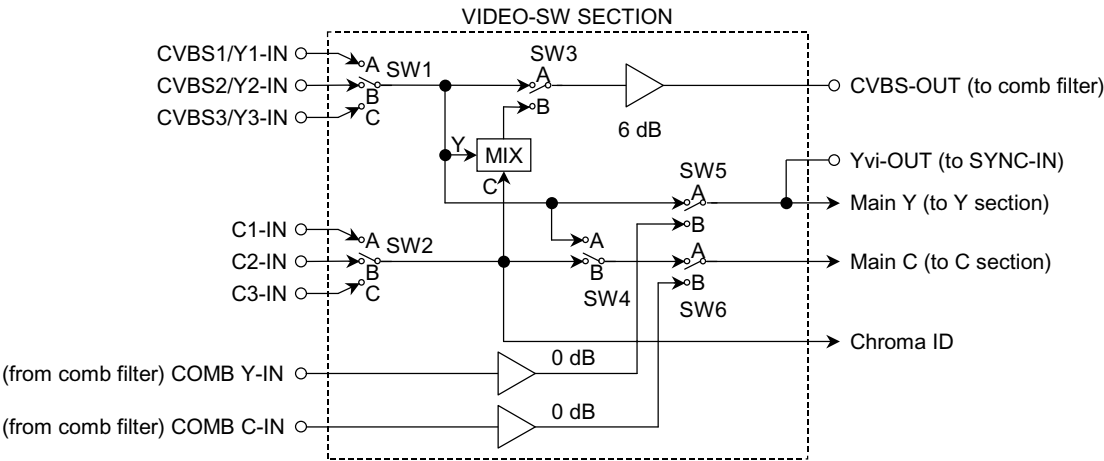 VIDEO-SW SECTION
CVBS1/Y1-IN
CVBS2/Y2-IN
CVBS3/Y3-IN
A
B
C
SW1
SW3
A
B
6 dB
CVBS-OUT (to comb filter)
Y
MIX
C
Yvi-OUT (to SYNC-IN)
SW5
A
B
Main Y (to Y section)
C1-IN
C2-IN
C3-IN
A
B
C
SW2
A
B
SW4
A
B
SW6
Main C (to C section)
Chroma ID
(from comb filter) COMB Y-IN
0 dB
(from comb filter) COMB C-IN
0 dB